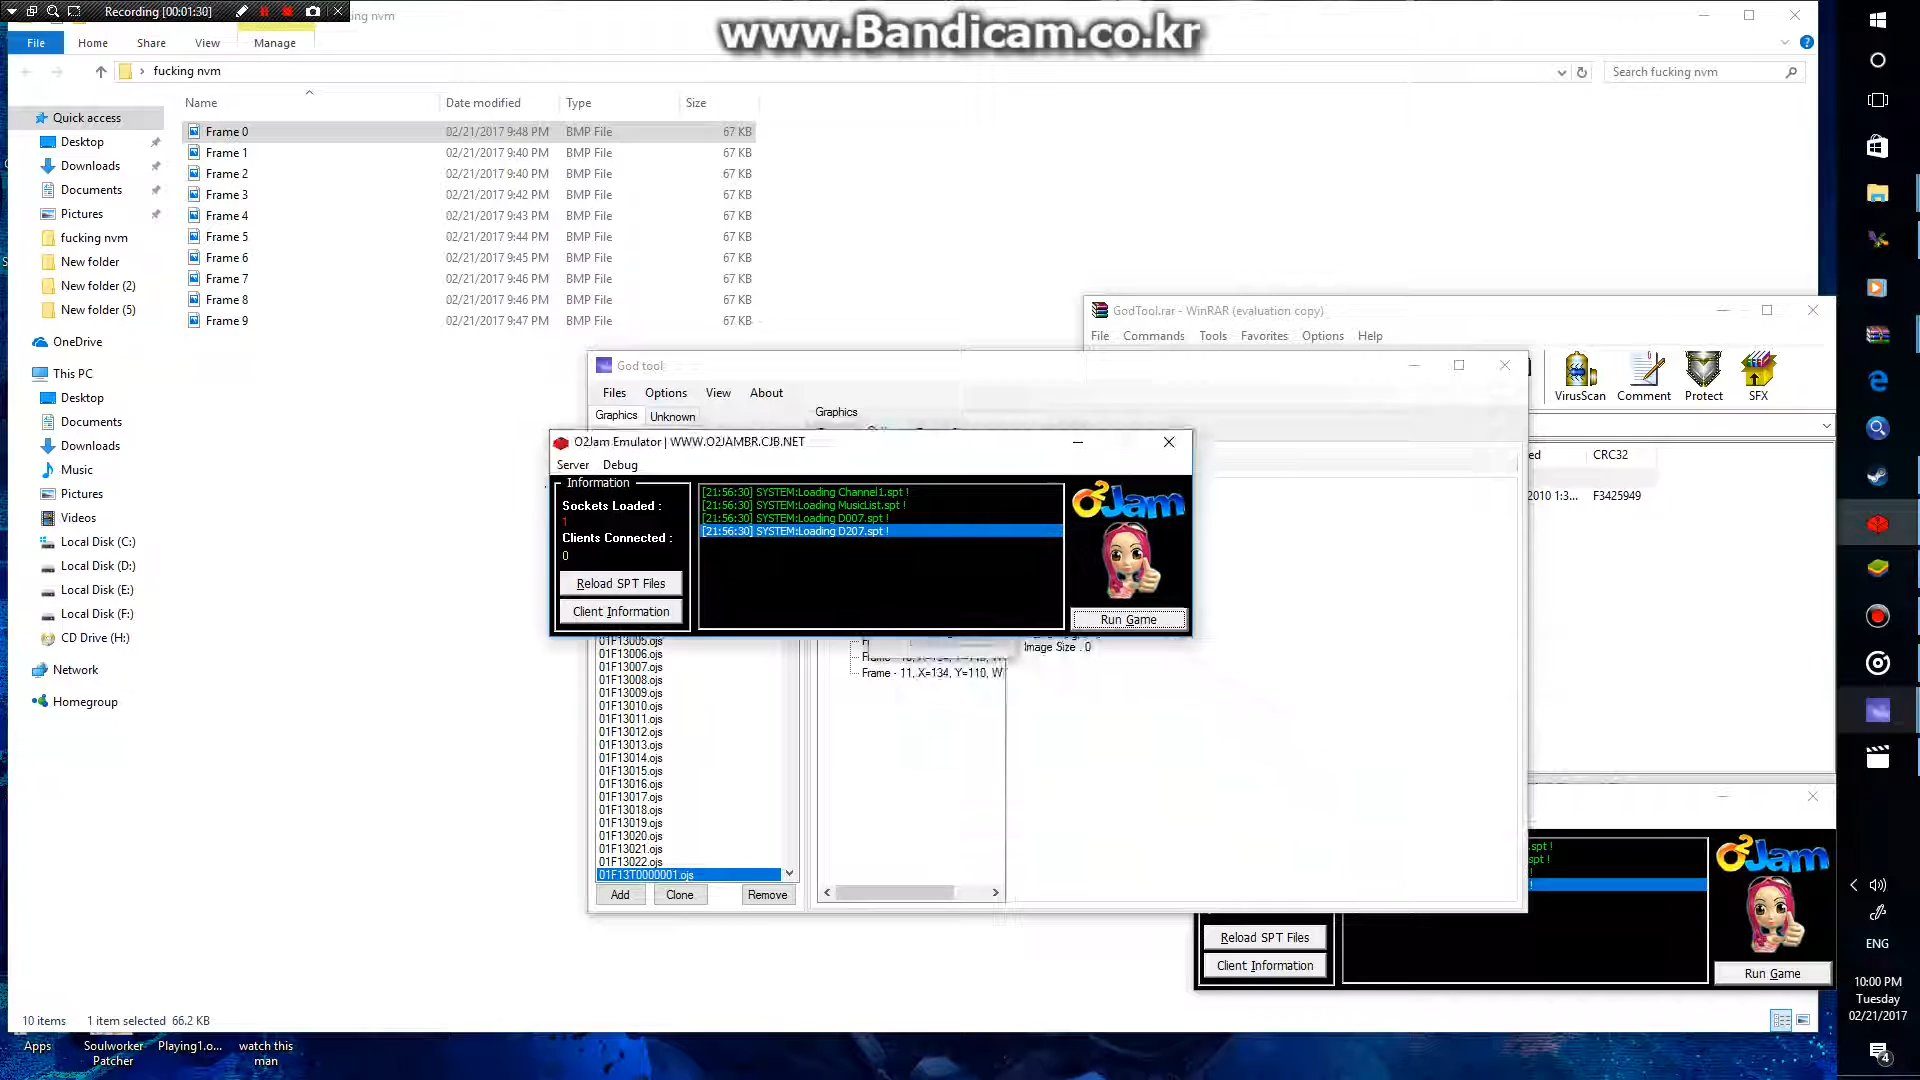 Recording [00:01:30]
www.Bandicam.co.kr
File
Home
Share
View
Manage
fucking nvm
Search fucking nvm
Name
Date modified
Type
Size
Quick access
Desktop
Downloads
Documents
Pictures
fucking nvm
New folder
New folder (2)
New folder (5)
OneDrive
This PC
Desktop
Documents
Downloads
Music
Pictures
Videos
Local Disk (C:)
Local Disk (D:)
Local Disk (E:)
Local Disk (F:)
CD Drive (H:)
Network
Homegroup
Frame 0 02/21/2017 9:48 PM BMP File 67 KB
Frame 1 02/21/2017 9:40 PM BMP File 67 KB
Frame 2 02/21/2017 9:40 PM BMP File 67 KB
Frame 3 02/21/2017 9:42 PM BMP File 67 KB
Frame 4 02/21/2017 9:43 PM BMP File 67 KB
Frame 5 02/21/2017 9:44 PM BMP File 67 KB
Frame 6 02/21/2017 9:45 PM BMP File 67 KB
Frame 7 02/21/2017 9:46 PM BMP File 67 KB
Frame 8 02/21/2017 9:46 PM BMP File 67 KB
Frame 9 02/21/2017 9:47 PM BMP File 67 KB
GodTool.rar - WinRAR (evaluation copy)
File Commands Tools Favorites Options Help
VirusScan
Comment
Protect
SFX
ed
CRC32
2010 1:3...
F3425949
God tool
Files Options View About
Graphics
Unknown
Graphics
O2Jam Emulator | WWW.O2JAMBR.CJB.NET
Server Debug
Information
Sockets Loaded :
1
Clients Connected :
0
Reload SPT Files
Client Information
[21:56:30] SYSTEM:Loading Channel1.spt !
[21:56:30] SYSTEM:Loading MusicList.spt !
[21:56:30] SYSTEM:Loading D007.spt !
[21:56:30] SYSTEM:Loading D207.spt !
O2Jam
Run Game
01F13005.ojs
01F13006.ojs
01F13007.ojs
01F13008.ojs
01F13009.ojs
01F13010.ojs
01F13011.ojs
01F13012.ojs
01F13013.ojs
01F13014.ojs
01F13015.ojs
01F13016.ojs
01F13017.ojs
01F13018.ojs
01F13019.ojs
01F13020.ojs
01F13021.ojs
01F13022.ojs
01F13T0000001.ojs
Add
Clone
Remove
Image Size . 0
Frame - 11, X=134, Y=110, W
.spt !
spt !
!
!
O2Jam
Reload SPT Files
Client Information
Run Game
ENG
10:00 PM
Tuesday
02/21/2017
4
10 items
1 item selected 66.2 KB
Apps
Soulworker
Patcher
Playing1.o...
watch this
man